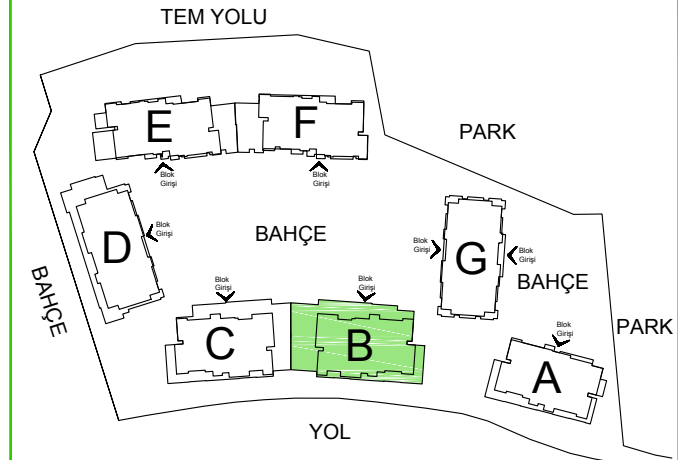 TEM YOLU
E
F
PARK
Blok
Girişi
Blok
Girişi
D
Blok
Girişi
BAHÇE
Blok
Girişi
G
Blok
Girişi
BAHÇE
BAHÇE
Blok
Girişi
Blok
Girişi
C
B
Blok
Girişi
PARK
A
YOL